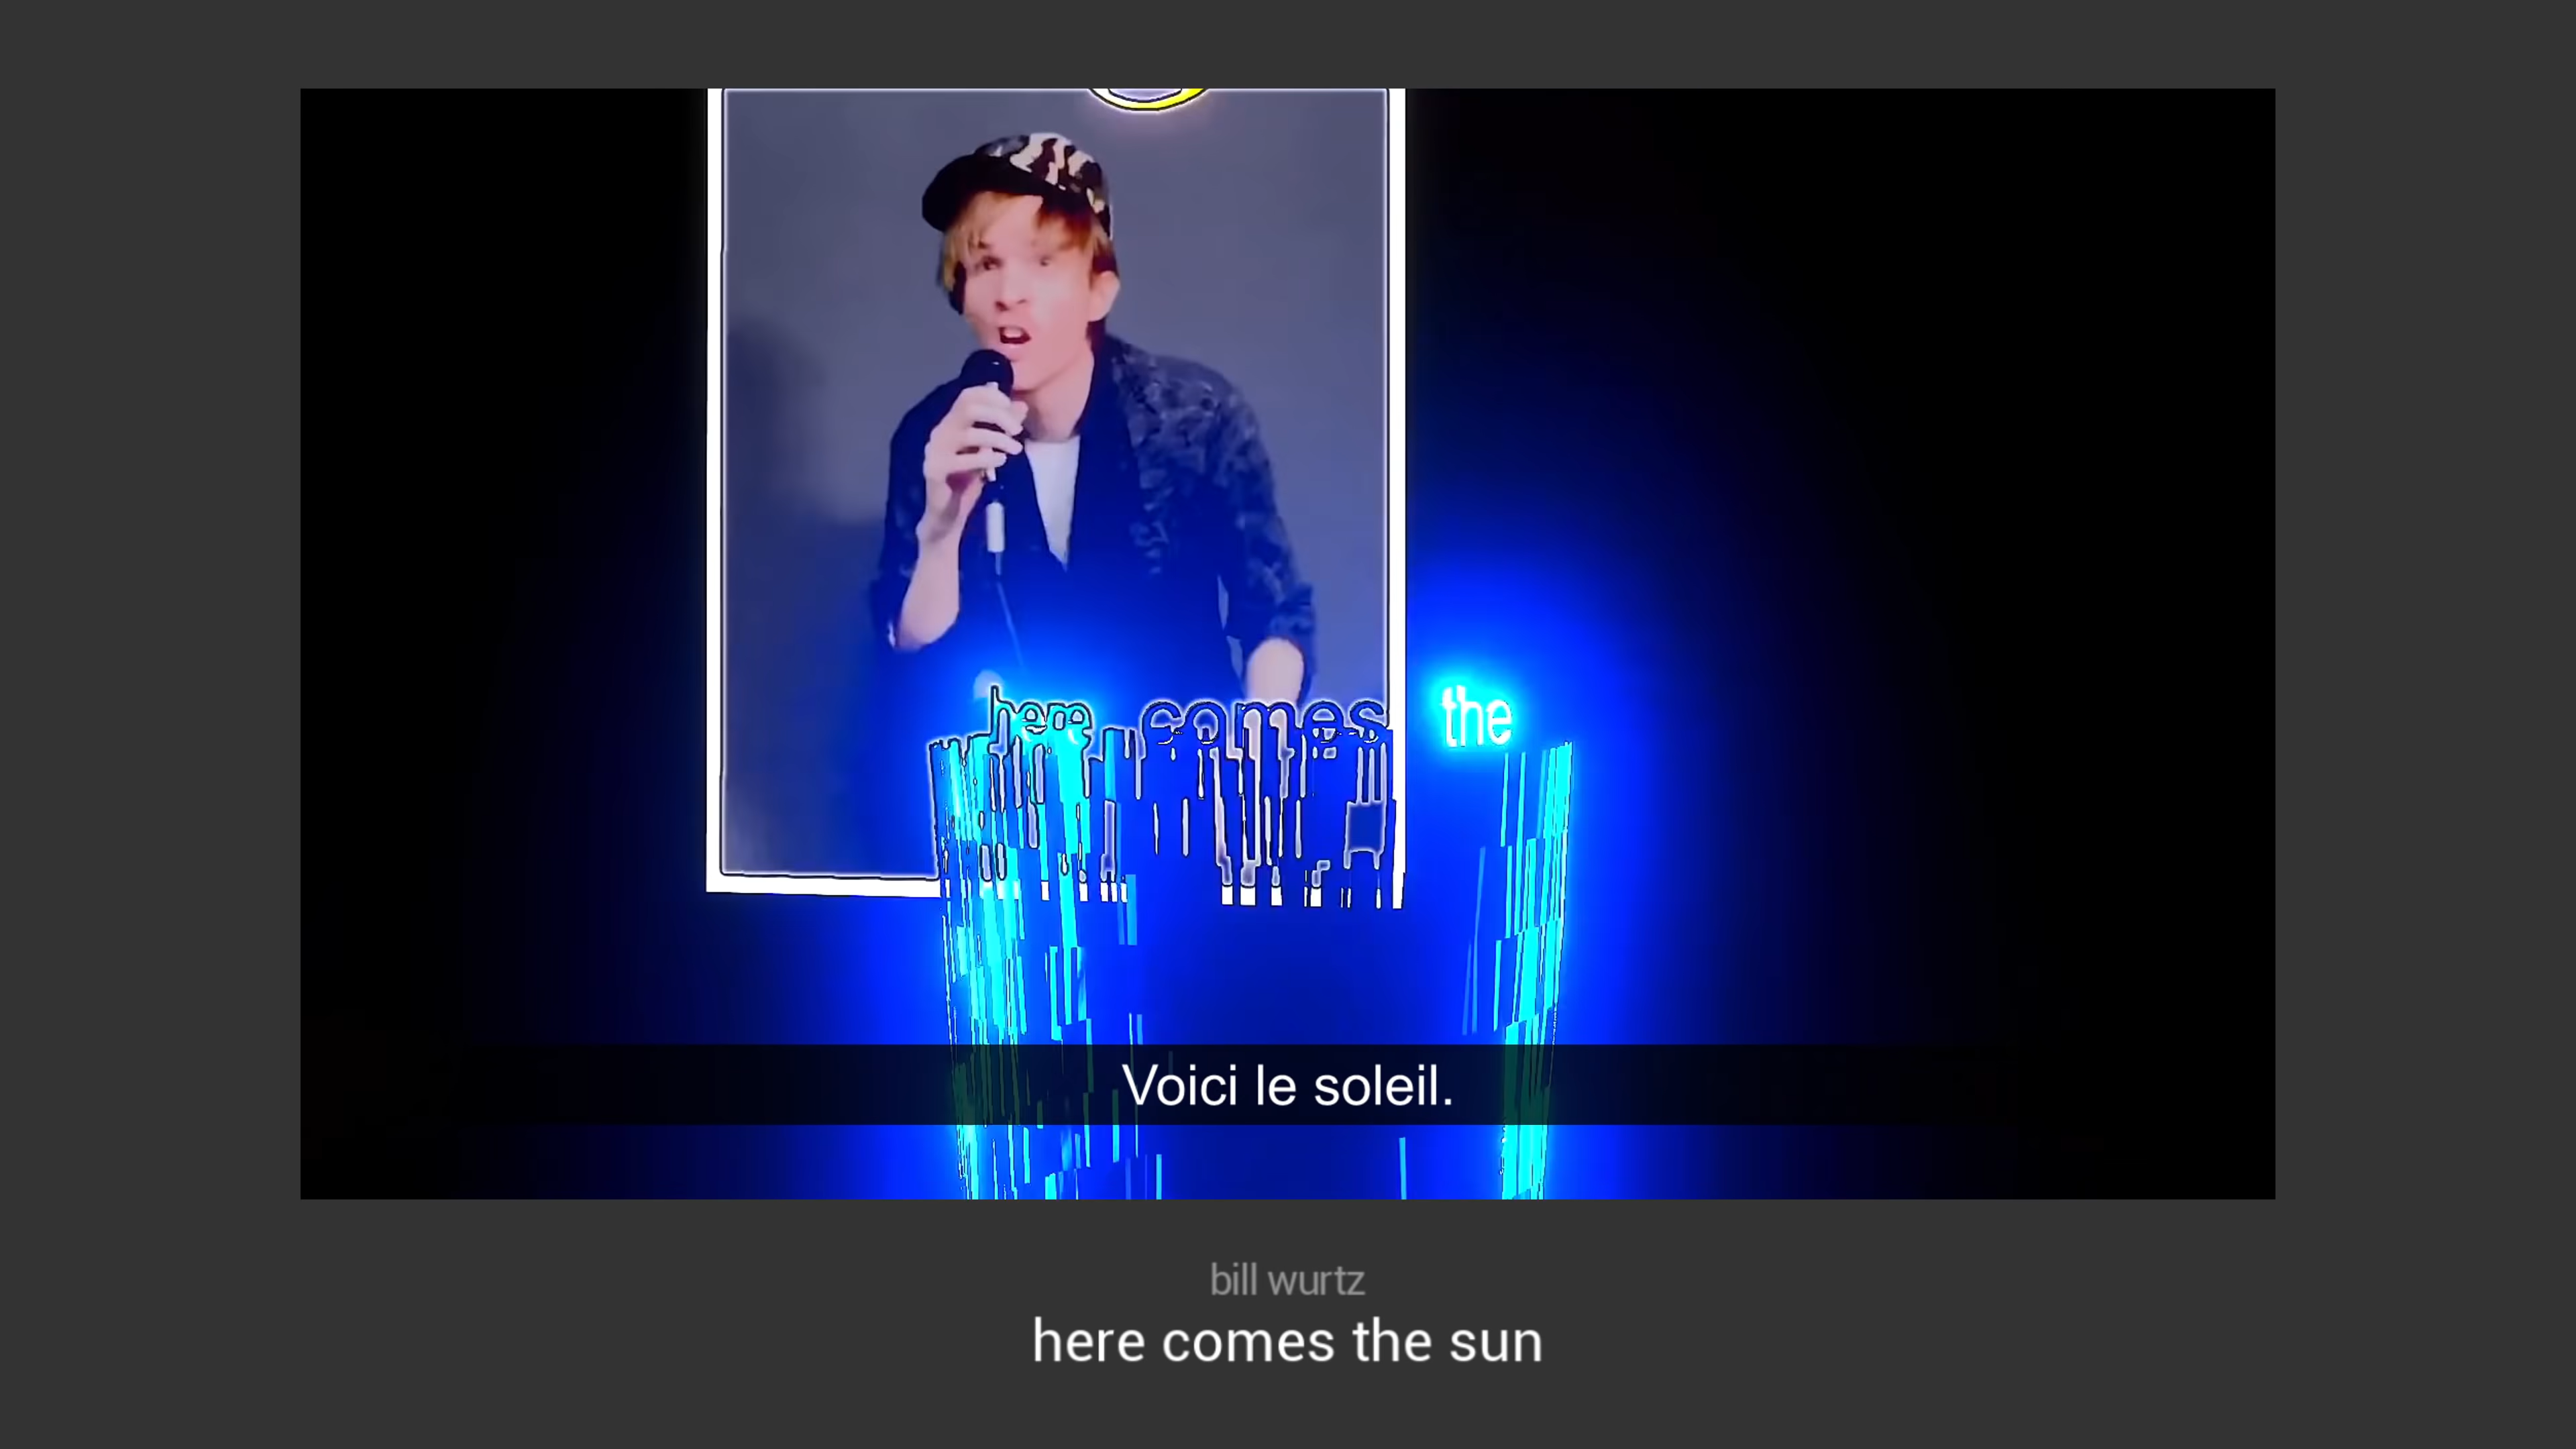 here comes the
Voici le soleil.
bill wurtz
here comes the sun